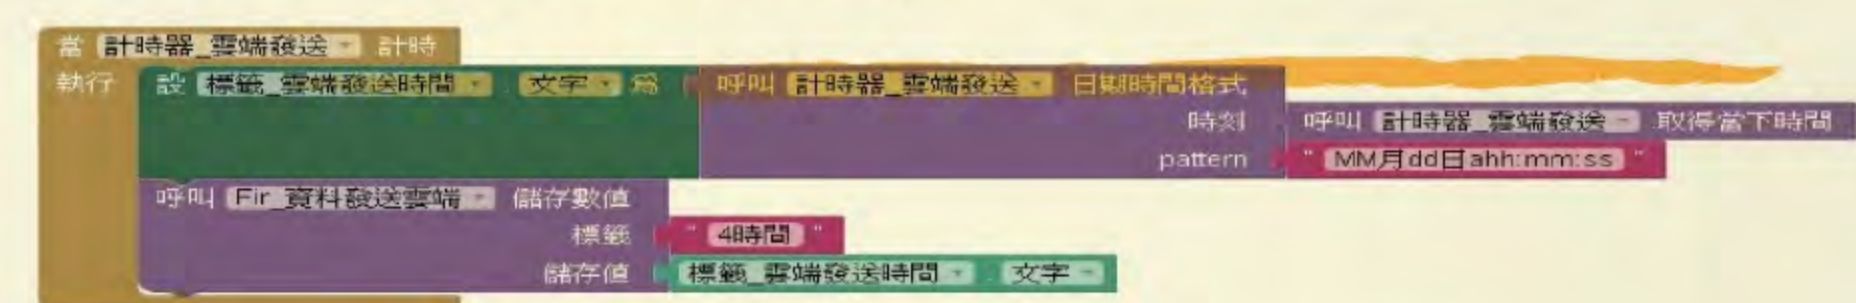 當 計時器_雲端發送 計時
執行 設 標籤_雲端發送時間 . 文字 為 呼叫 計時器_雲端發送 日期時間格式
時刻 呼叫 計時器_雲端發送 取得當下時間
pattern " MM月dd日ahh:mm:ss "
呼叫 Fir_資料發送雲端 儲存數值
標籤 " 4時間 "
儲存值 標籤_雲端發送時間 . 文字